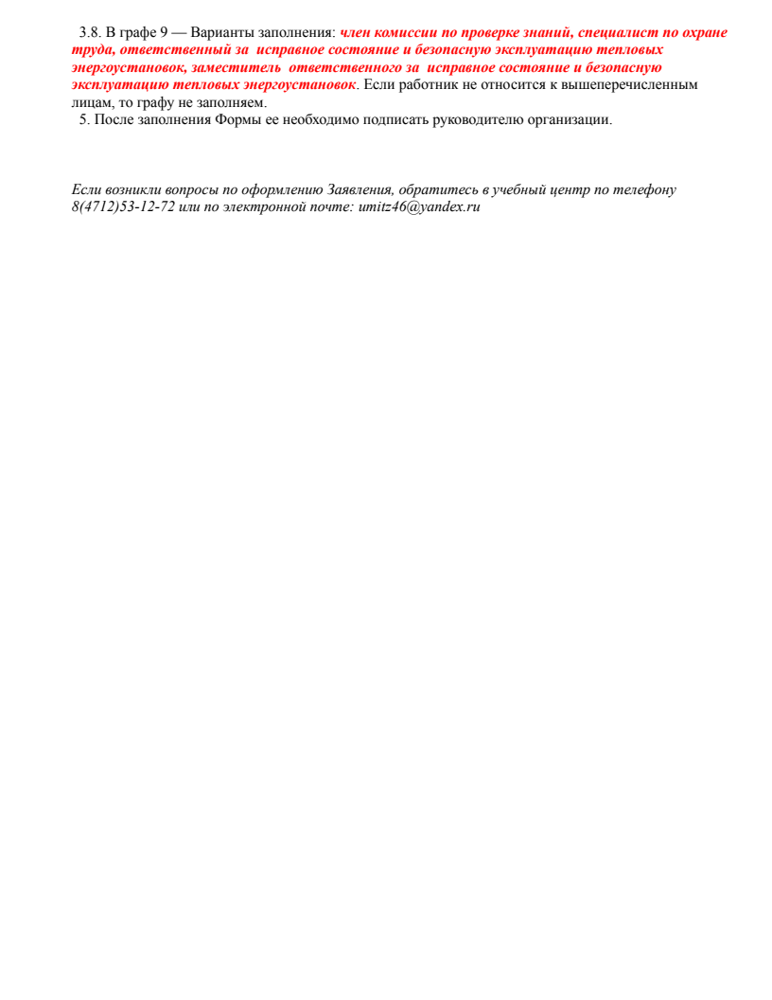 3.8. В графе 9 — Варианты заполнения: член комиссии по проверке знаний, специалист по охране
труда, ответственный за  исправное состояние и безопасную эксплуатацию тепловых
энергоустановок, заместитель  ответственного за  исправное состояние и безопасную
эксплуатацию тепловых энергоустановок. Если работник не относится к вышеперечисленным
лицам, то графу не заполняем.
5. После заполнения Формы ее необходимо подписать руководителю организации.
Если возникли вопросы по оформлению Заявления, обратитесь в учебный центр по телефону
8(4712)53-12-72 или по электронной почте: umitz46@yandex.ru